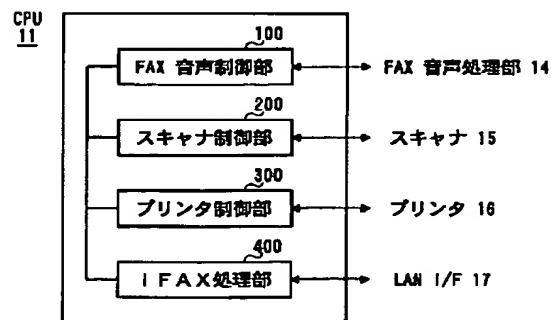 CPU
11
100
FAX 音声制御部
FAX 音声処理部 14
200
スキャナ制御部
スキャナ 15
300
プリンタ制御部
プリンタ 16
400
IFAX処理部
LAN I/F 17